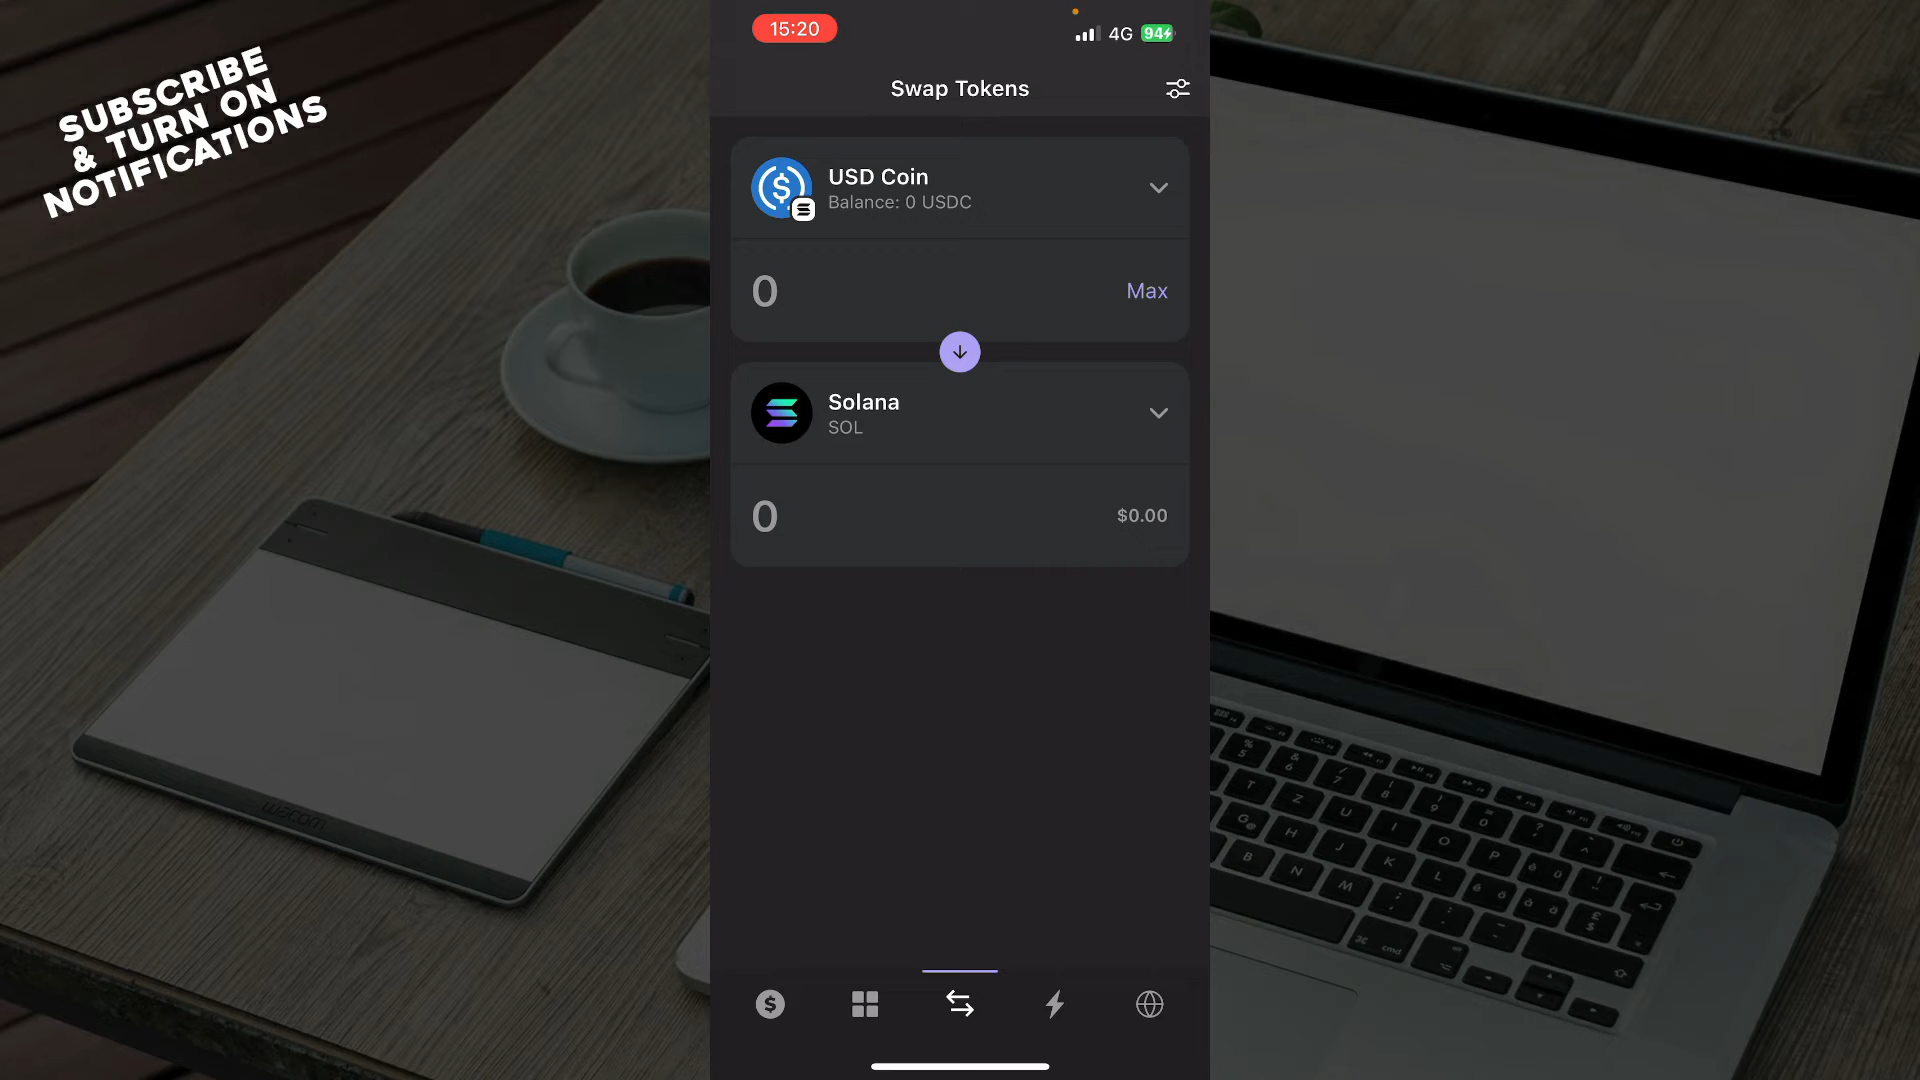 SUBSCRIBE
& TURN ON
NOTIFICATIONS
15:20
4G
94
Swap Tokens
USD Coin
Balance: 0 USDC
0
Max
Solana
SOL
0
$0.00
wacom